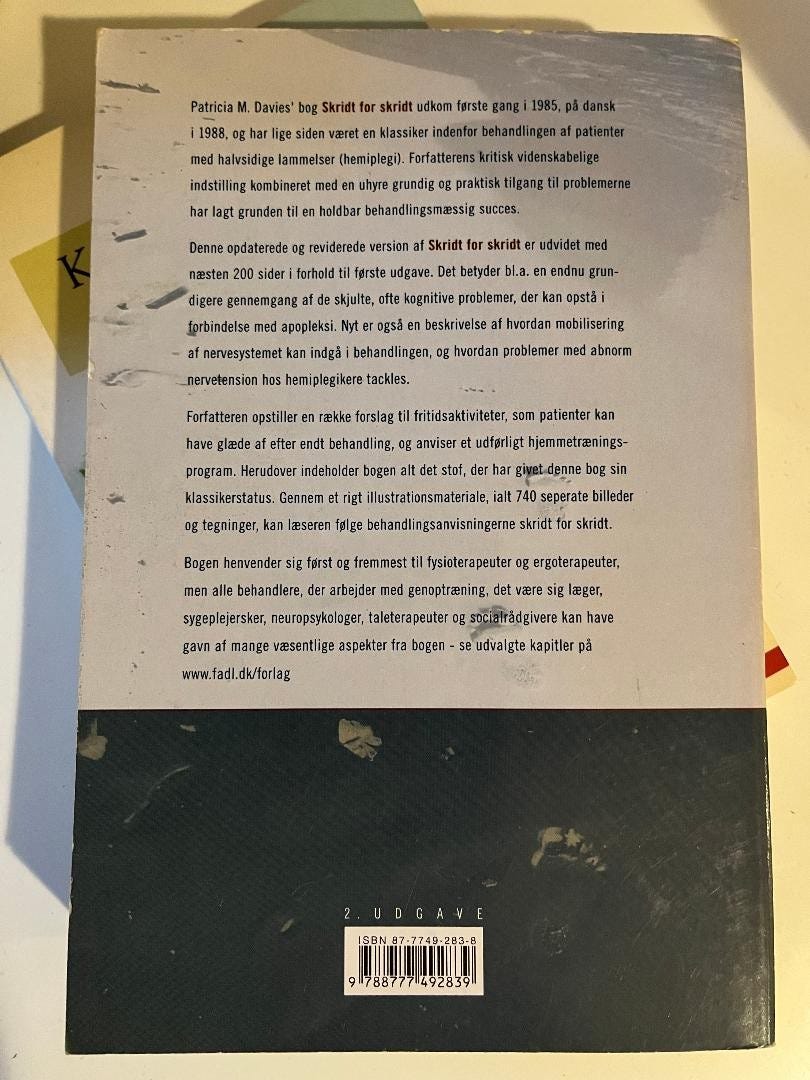 Patricia M. Davies' bog Skridt for skridt udkom første gang i 1985, på dansk
i 1988, og har lige siden været en klassiker indenfor behandlingen af patienter
med halvsidige lammelser (hemiplegi). Forfatterens kritisk videnskabelige
indstilling kombineret med en uhyre grundig og praktisk tilgang til problemerne
har lagt grunden til en holdbar behandlingsmæssig succes.
Denne opdaterede og reviderede version af Skridt for skridt er udvidet med
næsten 200 sider i forhold til første udgave. Det betyder bl.a. en endnu grun-
digere gennemgang af de skjulte, ofte kognitive problemer, der kan opstå i
forbindelse med apopleksi. Nyt er også en beskrivelse af hvordan mobilisering
af nervesystemet kan indgå i behandlingen, og hvordan problemer med abnorm
nervetension hos hemiplegikere tackles.
Forfatteren opstiller en række forslag til fritidsaktiviteter, som patienter kan
have glæde af efter endt behandling, og anviser et udførligt hjemmetrænings-
program. Herudover indeholder bogen alt det stof, der har givet denne bog sin
klassikerstatus. Gennem et rigt illustrationsmateriale, ialt 740 seperate billeder
og tegninger, kan læseren følge behandlingsanvisningerne skridt for skridt.
Bogen henvender sig først og fremmest til fysioterapeuter og ergoterapeuter,
men alle behandlere, der arbejder med genoptræning, det være sig læger,
sygeplejersker, neuropsykologer, taleterapeuter og socialrådgivere kan have
gavn af mange væsentlige aspekter fra bogen - se udvalgte kapitler på
www.fadl.dk/forlag
2. UDGAVE
ISBN 87-7749-283-8
9 788777 492839
K